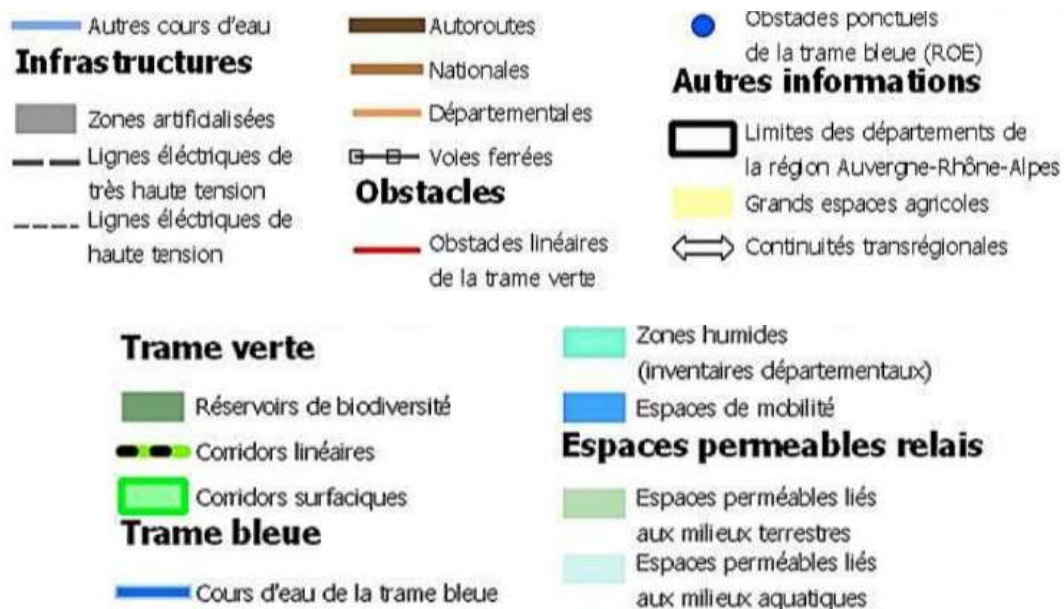 Autres cours d'eau
Infrastructures
Zones artificialisées
Lignes éléctriques de
très haute tension
Lignes éléctriques de
haute tension
Autoroutes
Nationales
Départementales
Voies ferrées
Obstacles
Obstacles linéaires
de la trame verte
Obstacles ponctuels
de la trame bleue (ROE)
Autres informations
Limites des départements de
la région Auvergne-Rhône-Alpes
Grands espaces agricoles
Continuités transrégionales
Trame verte
Réservoirs de biodiversité
Corridors linéaires
Corridors surfaciques
Trame bleue
Cours d'eau de la trame bleue
Zones humides
(inventaires départementaux)
Espaces de mobilité
Espaces permeables relais
Espaces perméables liés
aux milieux terrestres
Espaces perméables liés
aux milieux aquatiques